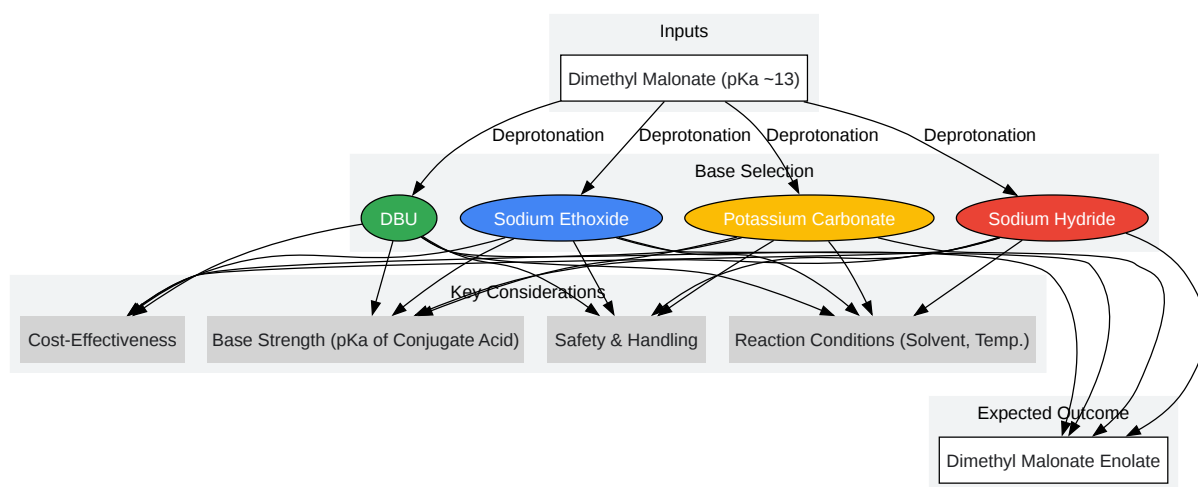 Inputs
Dimethyl Malonate (pKa ~13)
Deprotonation
Deprotonation
Deprotonation
Deprotonation
Base Selection
DBU
Sodium Ethoxide
Potassium Carbonate
Sodium Hydride
Key Considerations
Cost-Effectiveness
Base Strength (pKa of Conjugate Acid)
Safety & Handling
Reaction Conditions (Solvent, Temp.)
Expected Outcome
Dimethyl Malonate Enolate